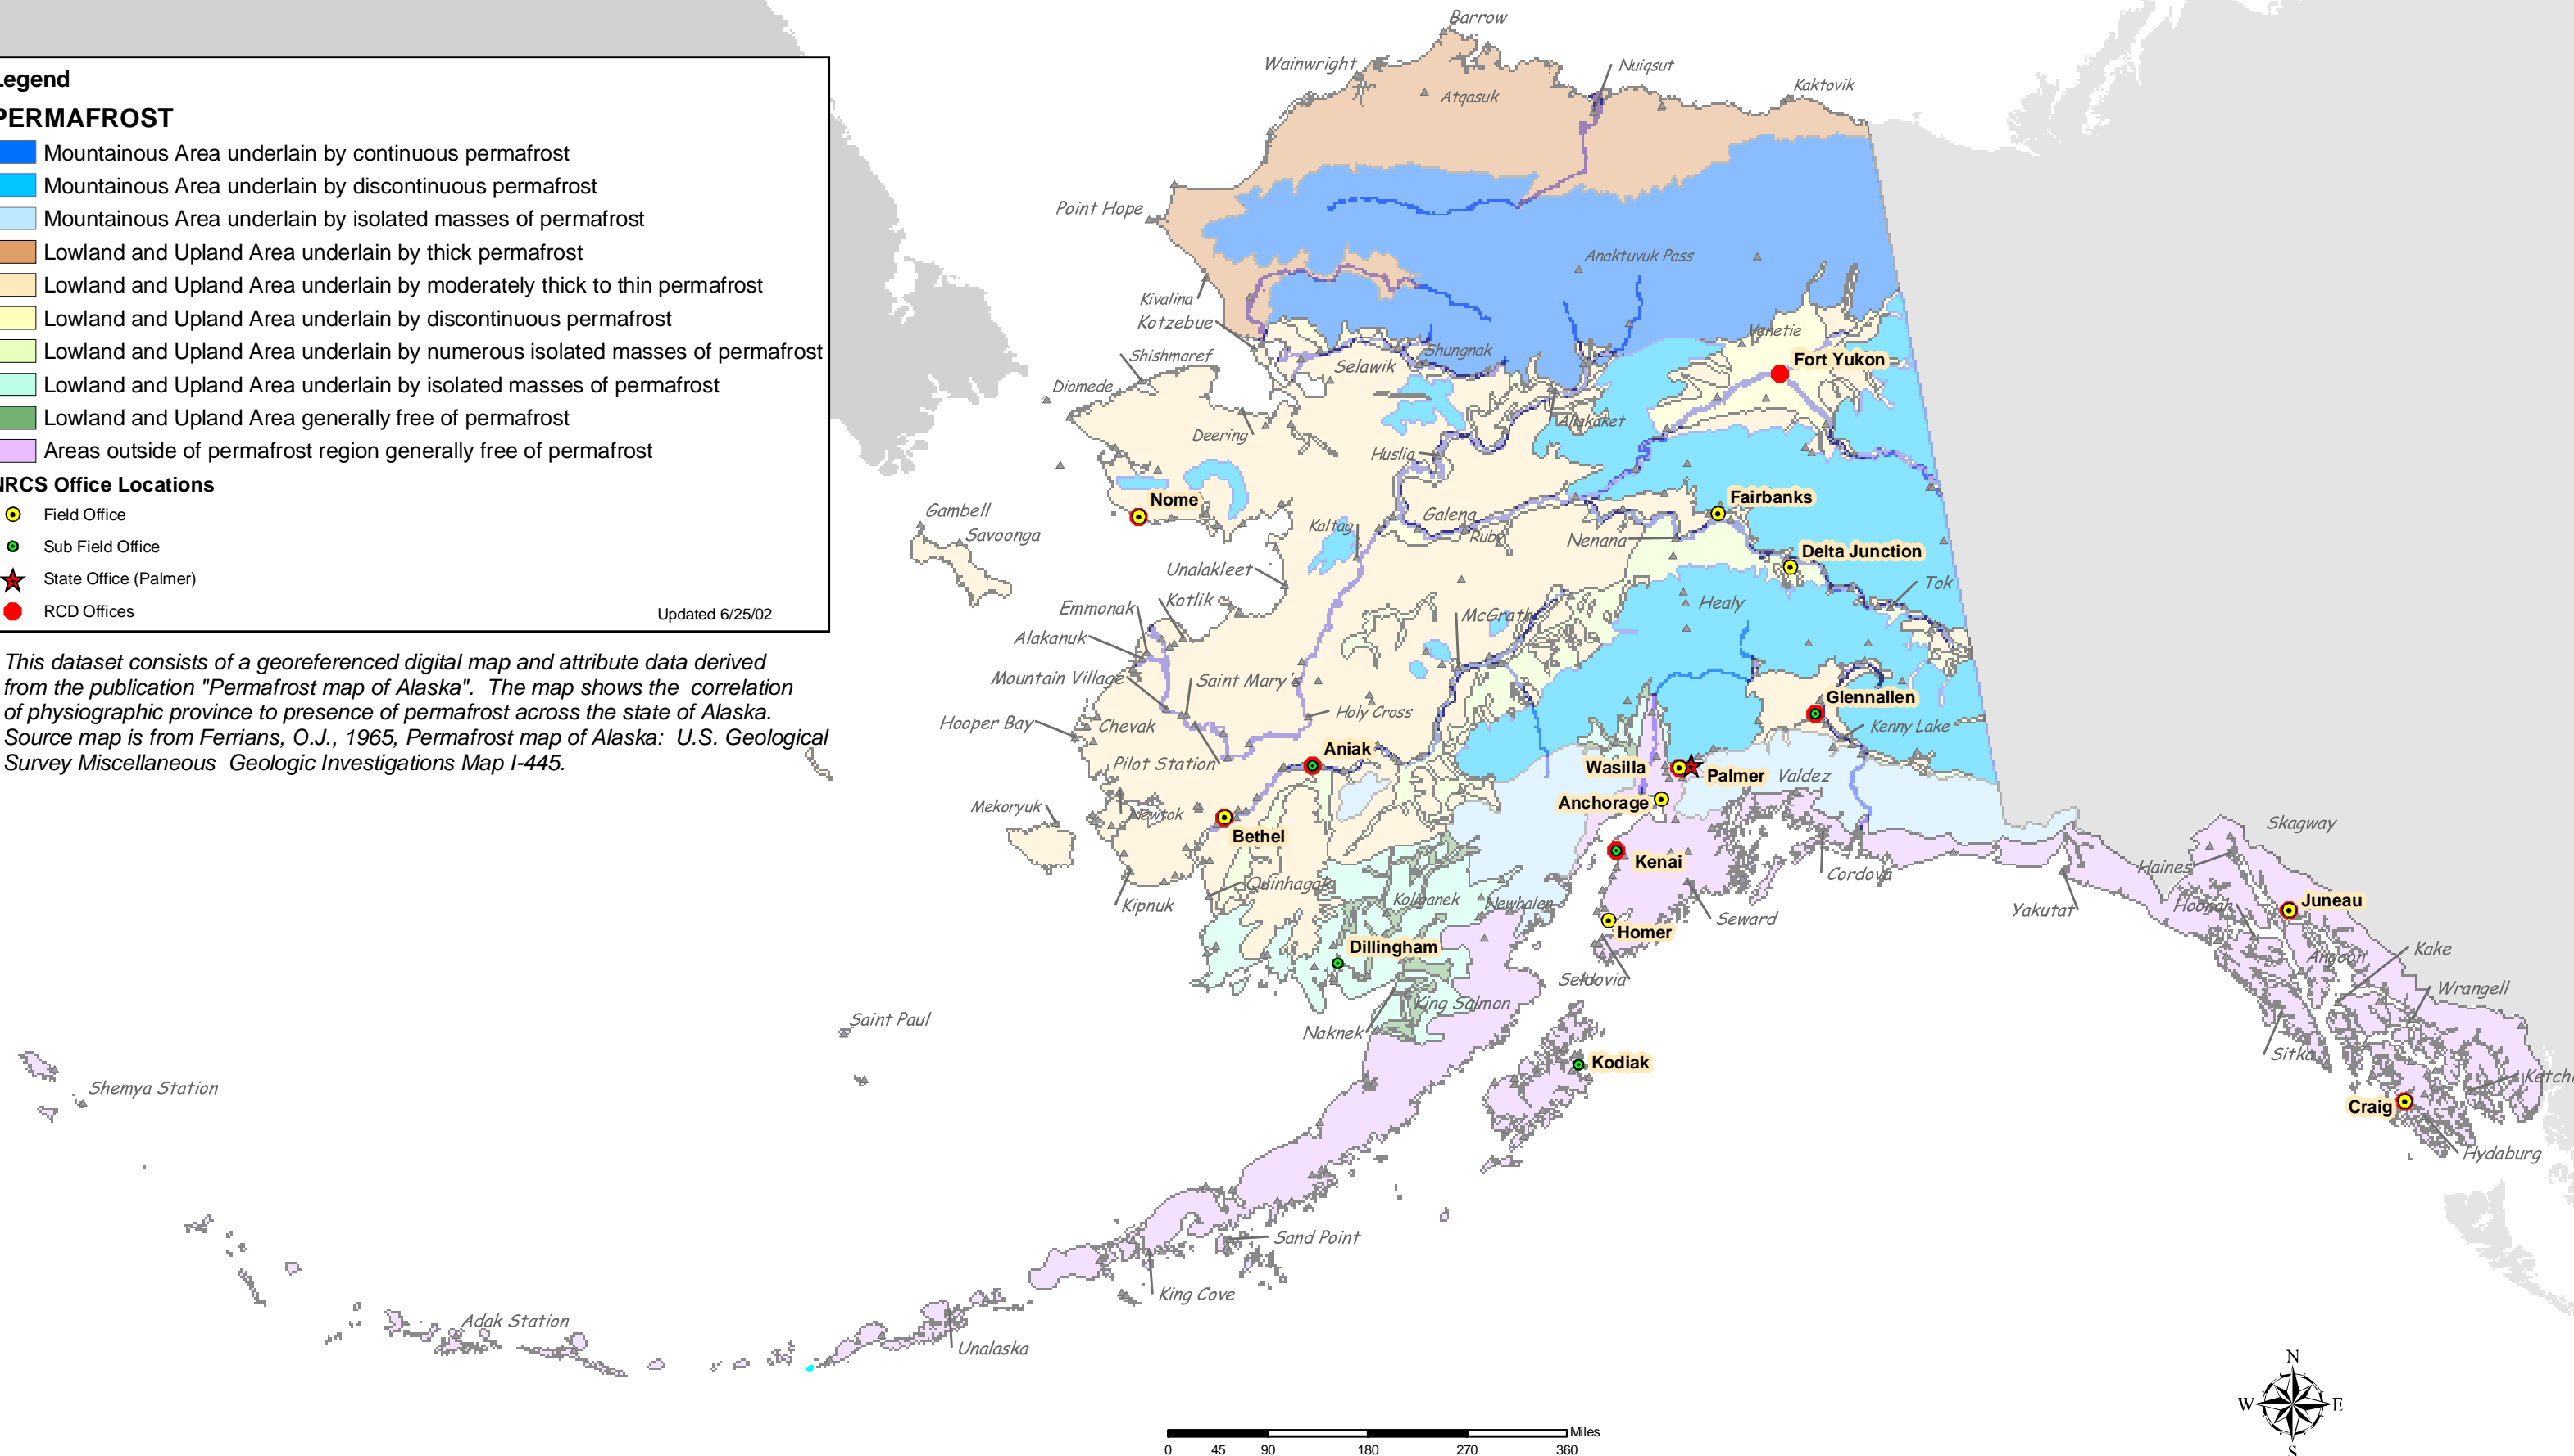 Legend
PERMAFROST
Mountainous Area underlain by continuous permafrost
Mountainous Area underlain by discontinuous permafrost
Mountainous Area underlain by isolated masses of permafrost
Lowland and Upland Area underlain by thick permafrost
Lowland and Upland Area underlain by moderately thick to thin permafrost
Lowland and Upland Area underlain by discontinuous permafrost
Lowland and Upland Area underlain by numerous isolated masses of permafrost
Lowland and Upland Area underlain by isolated masses of permafrost
Lowland and Upland Area generally free of permafrost
Areas outside of permafrost region generally free of permafrost
NRCS Office Locations
Field Office
Sub Field Office
State Office (Palmer)
RCD Offices
Updated 6/25/02
This dataset consists of a georeferenced digital map and attribute data derived
from the publication "Permafrost map of Alaska". The map shows the correlation
of physiographic province to presence of permafrost across the state of Alaska.
Source map is from Ferrians, O.J., 1965, Permafrost map of Alaska: U.S. Geological
Survey Miscellaneous Geologic Investigations Map I-445.
Barrow
Wainwright
Nuiqsut
Atqasuk
Kaktovik
Point Hope
Anaktuvuk Pass
Kivalina
Kotzebue
Venetie
Shishmaref
Shungnak
Fort Yukon
Selawik
Diomede
Allakaket
Deering
Huslia
Nome
Fairbanks
Gambell
Galena
Kaltag
Savoonga
Ruby
Nenana
Delta Junction
Unalakleet
Tok
Emmonak
Kotlik
Healy
McGrath
Alakanuk
Mountain Village
Saint Mary's
Glennallen
Holy Cross
Hooper Bay
Chevak
Kenny Lake
Aniak
Pilot Station
Wasilla
Palmer
Valdez
Anchorage
Mekoryuk
Newtok
Skagway
Bethel
Kenai
Haines
Cordova
Quinhagak
Koliganek
Newhalen
Kipnuk
Juneau
Hoonah
Yakutat
Seward
Homer
Dillingham
Kake
Angoon
Seldovia
Wrangell
King Salmon
Saint Paul
Naknek
Sitka
Kodiak
Ketchi
Shemya Station
Craig
Hydaburg
Sand Point
King Cove
Adak Station
Unalaska
N
W
E
S
Miles
0 45 90 180 270 360